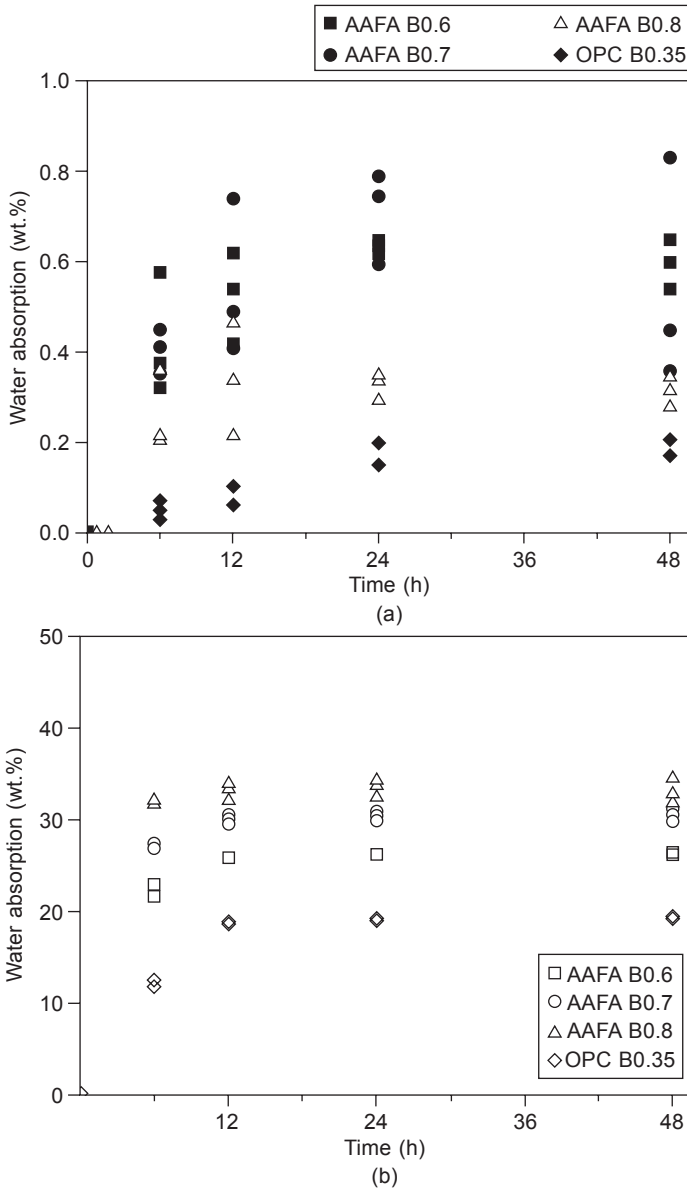 AAFA B0.6 AAFA B0.8
AAFA B0.7 OPC B0.35
1.0
0.8
0.6
0.4
0.2
0.0
Water absorption (wt.%)
0 12 24 36 48
Time (h)
(a)
50
40
30
20
10
0
Water absorption (wt.%)
AAFA B0.6
AAFA B0.7
AAFA B0.8
OPC B0.35
12 24 36 48
Time (h)
(b)